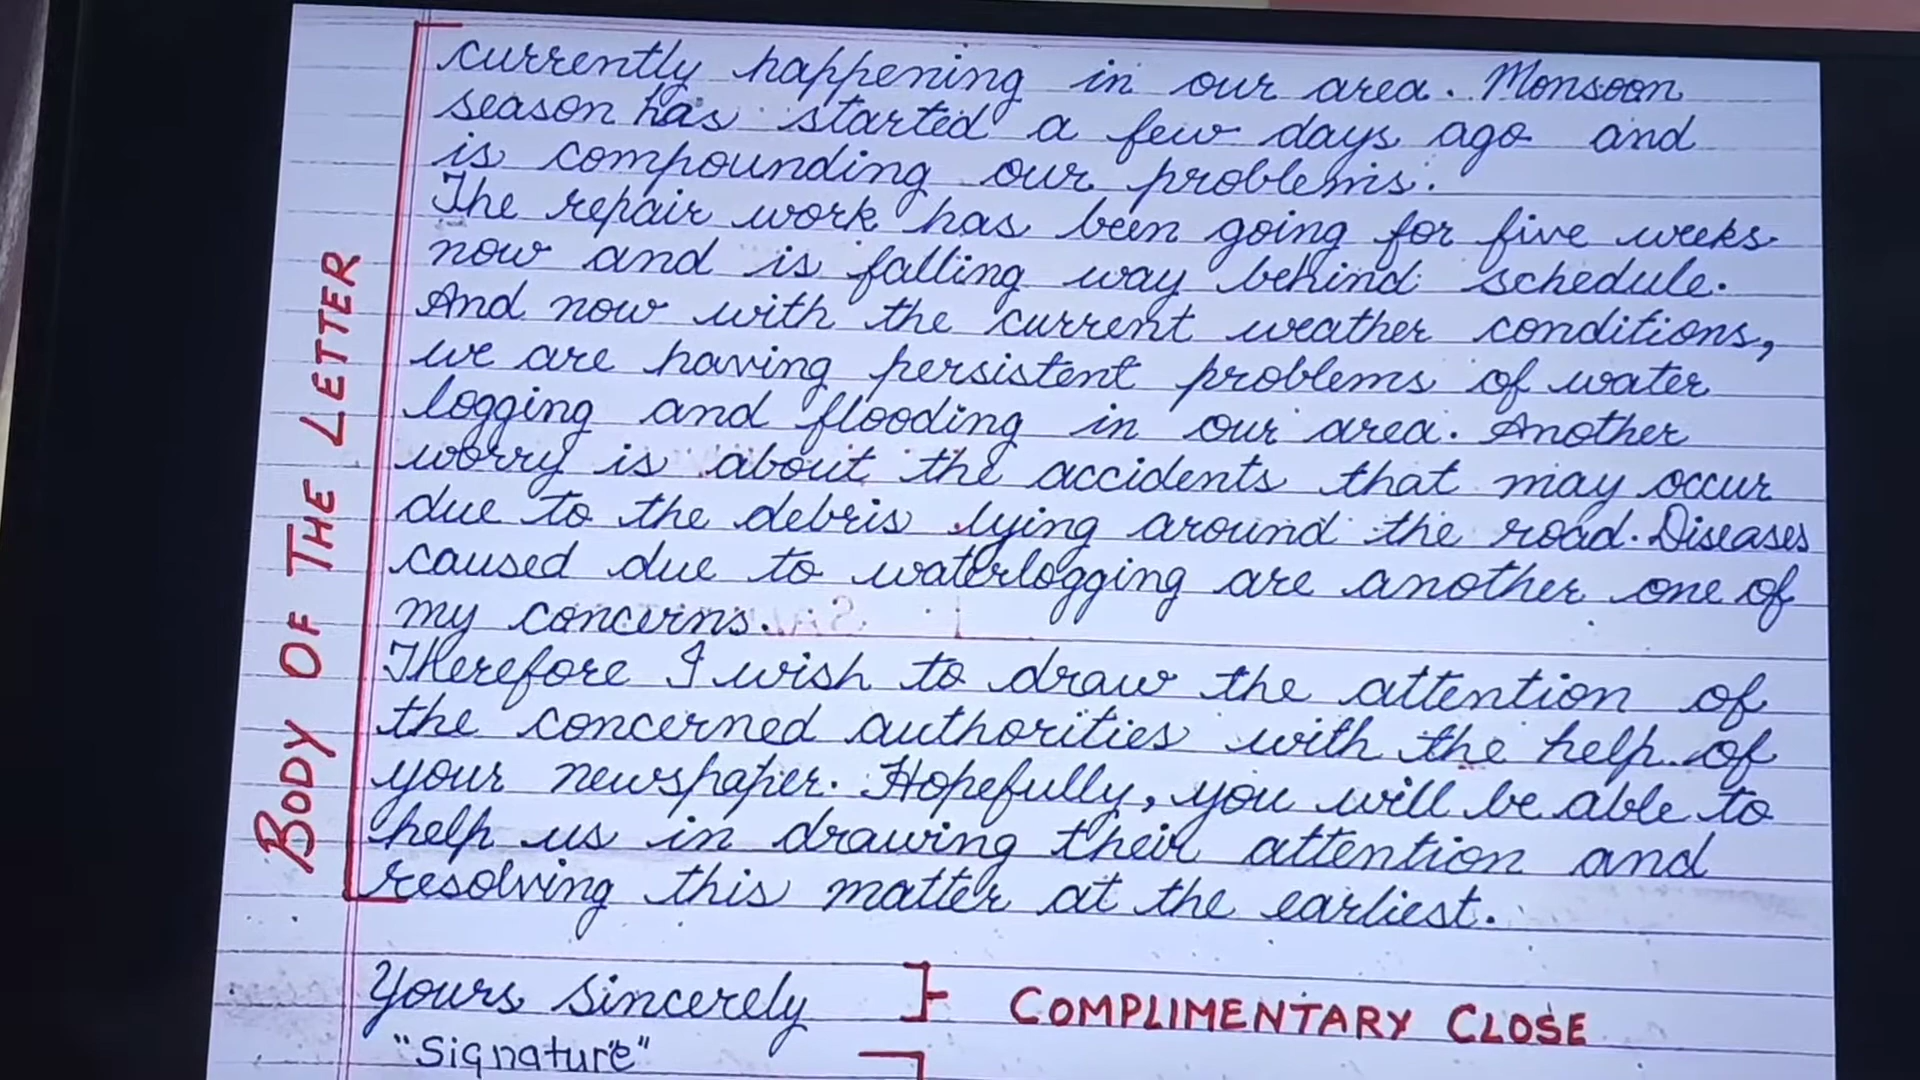 currently happening in our area. Monsoon
season has started a few days ago and
is compounding our problems.
The repair work has been going for five weeks
now and is falling way behind schedule.
And now with the current weather conditions,
we are having persistent problems of water
logging and flooding in our area. Another
worry is about the accidents that may occur
due to the debris lying around the road. Diseases
caused due to waterlogging are another one of
my concerns.
Therefore I wish to draw the attention of
the concerned authorities with the help of
your newspaper. Hopefully, you will be able to
help us in drawing their attention and
resolving this matter at the earliest.
BODY OF THE LETTER
Yours sincerely
COMPLIMENTARY CLOSE
"Signature"